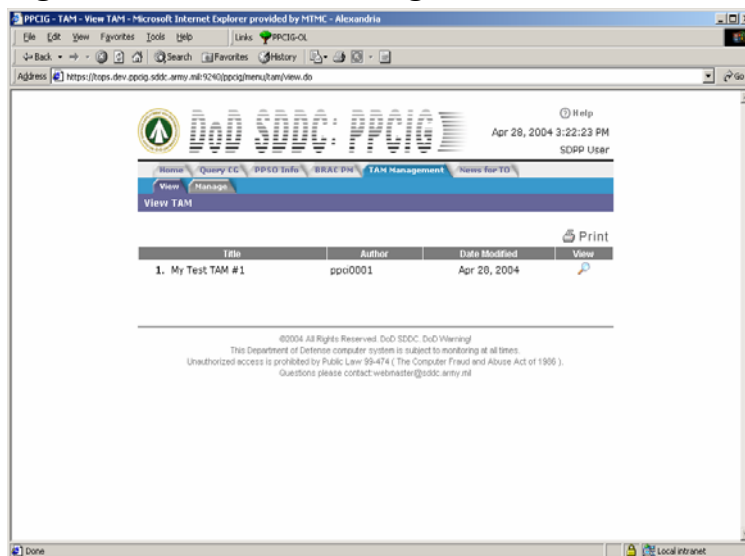 PPCIG - TAM - View TAM - Microsoft Internet Explorer provided by MTMC - Alexandria
File Edit View Favorites Tools Help Links PPCIG-OL
Back Search Favorites History
Address https://tops.dev.ppcig.sddc.army.mil:9240/ppcig/menu/tam/view.do Go
Help
DoD SDDC: PPCIG
Apr 28, 2004 3:22:23 PM
SDPP User
Home Query CC PPSO Info BRAC PM TAM Management News for TO
View Manage
View TAM
Print
Title Author Date Modified View
1. My Test TAM #1 ppci0001 Apr 28, 2004
©2004 All Rights Reserved. DoD SDDC. DoD Warning!
This Department of Defense computer system is subject to monitoring at all times.
Unauthorized access is prohibited by Public Law 99-474 ( The Computer Fraud and Abuse Act of 1986 ).
Questions please contact:webmaster@sddc.army.mil
Done Local intranet